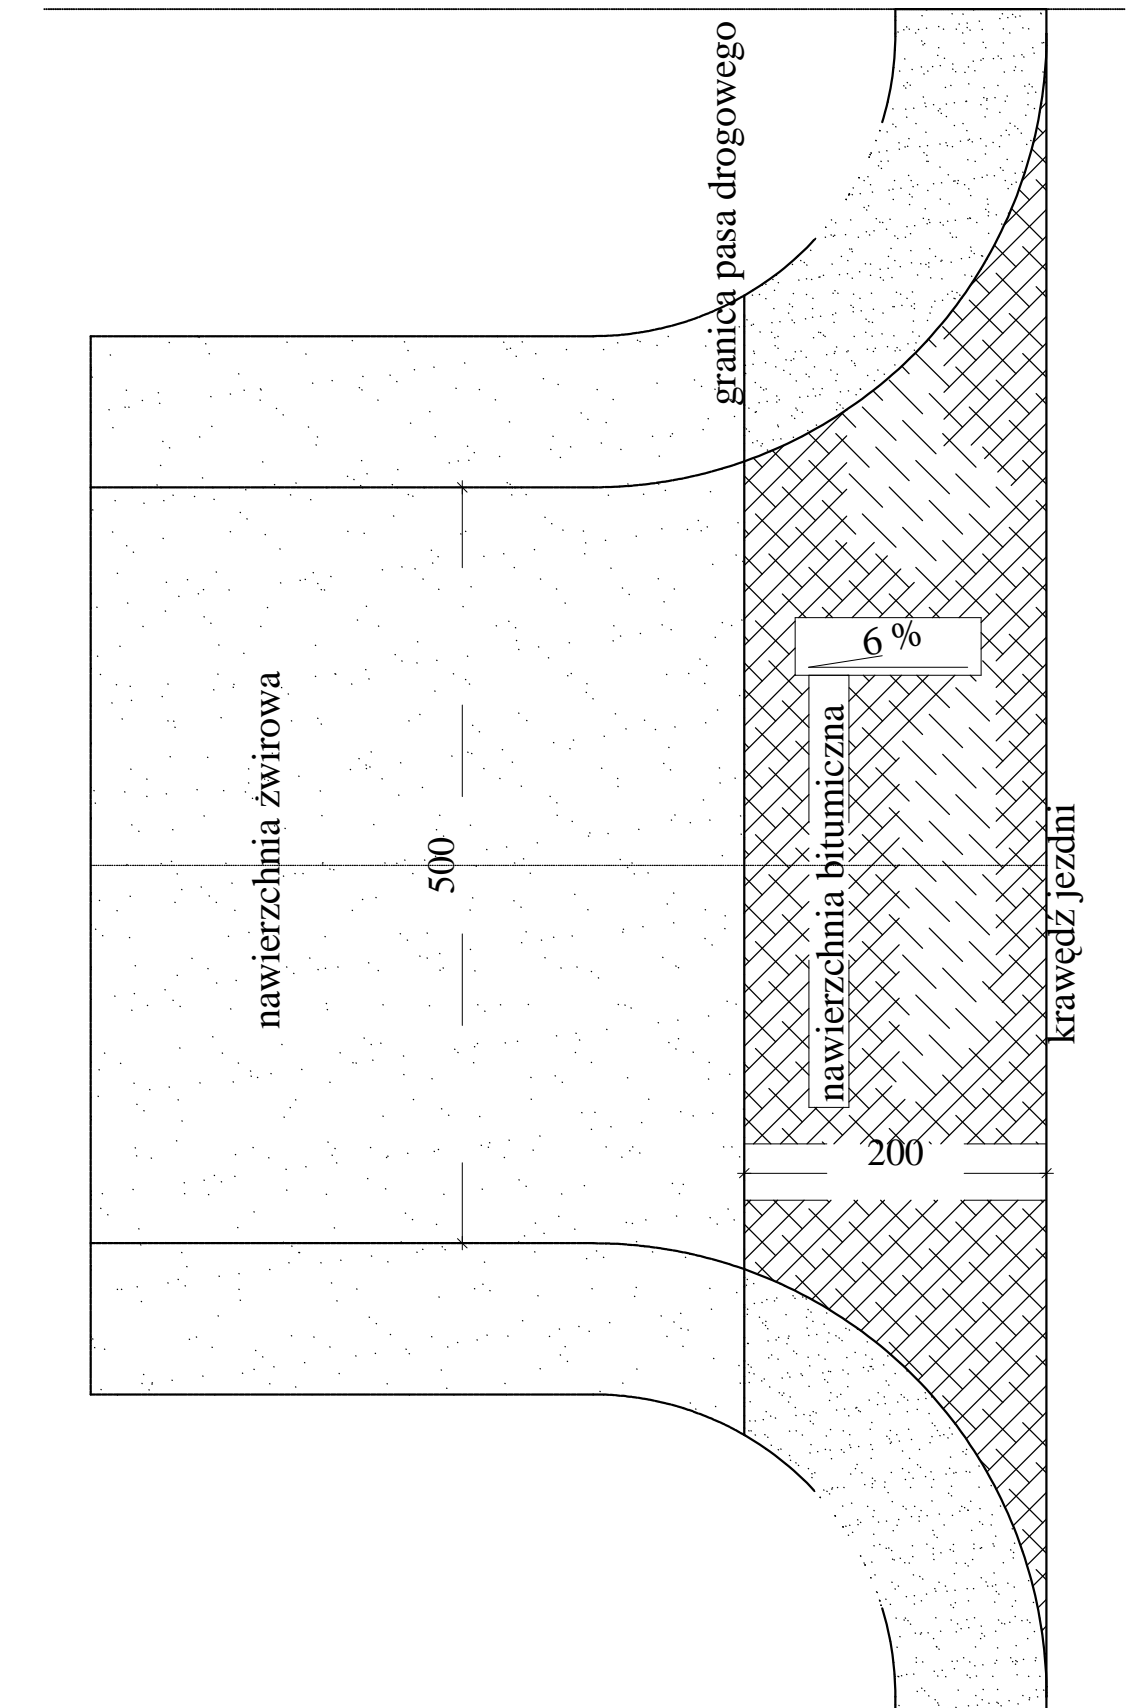 nawierzchnia żwirowa
500
granica pasa drogowego
nawierzchnia bitumiczna
6 %
200
krawędź jezdni